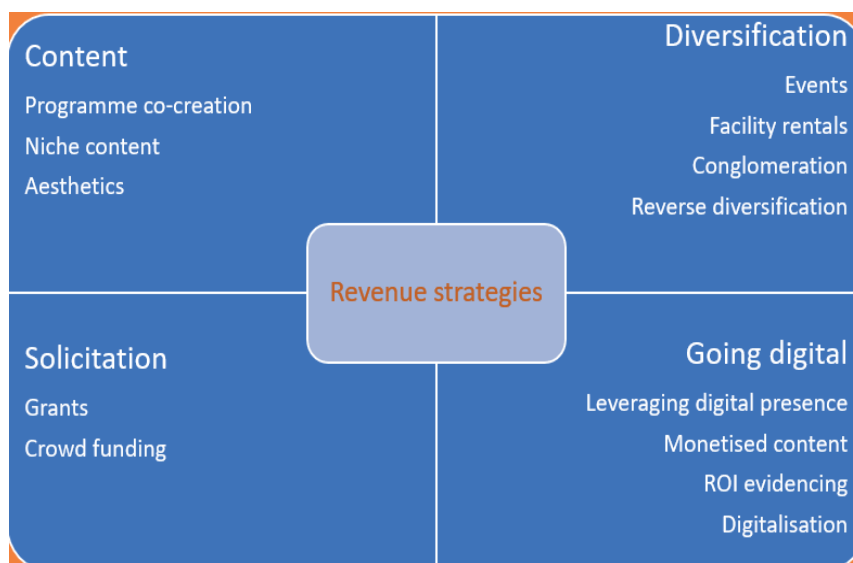 Content
Programme co-creation
Niche content
Aesthetics
Diversification
Events
Facility rentals
Conglomeration
Reverse diversification
Revenue strategies
Solicitation
Grants
Crowd funding
Going digital
Leveraging digital presence
Monetised content
ROI evidencing
Digitalisation